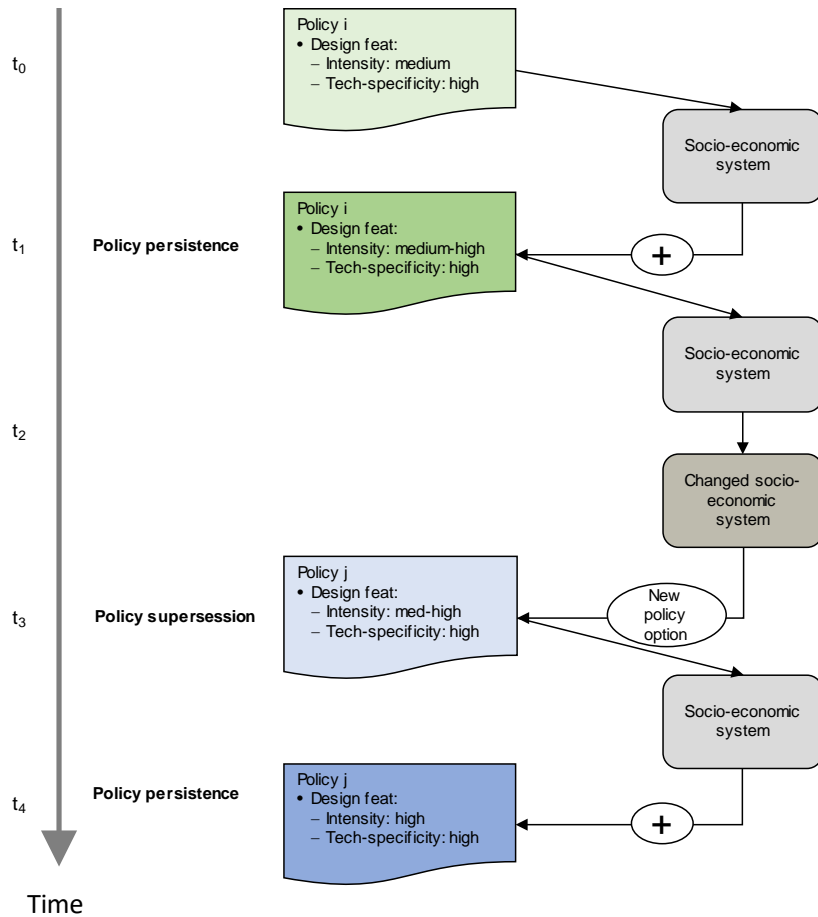 Policy i
• Design feat:
– Intensity: medium
– Tech-specificity: high
t0
Socio-economic
system
Policy i
• Design feat:
– Intensity: medium-high
– Tech-specificity: high
t1
Policy persistence
+
Socio-economic
system
t2
Changed socio-
economic
system
Policy j
• Design feat:
– Intensity: med-high
– Tech-specificity: high
t3
Policy supersession
New
policy
option
Socio-economic
system
Policy j
• Design feat:
– Intensity: high
– Tech-specificity: high
t4
Policy persistence
+
Time